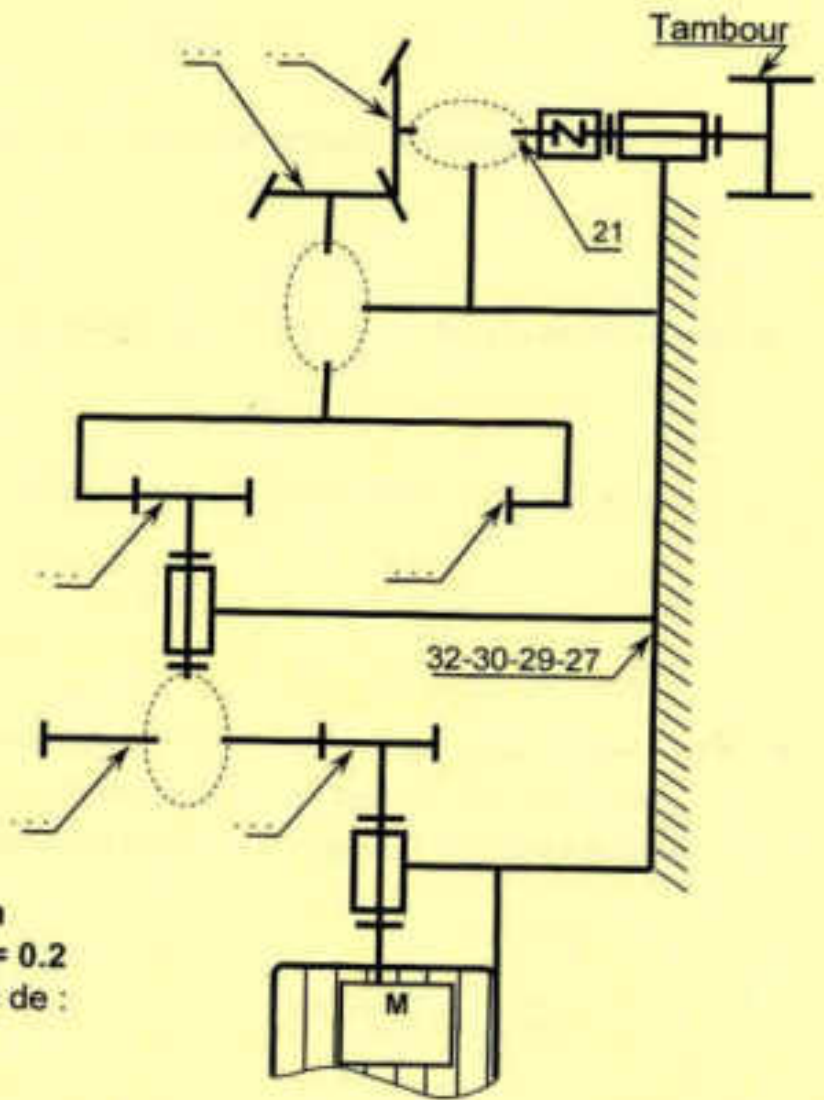 Tambour
. . .
. . .
21
. . .
. . .
32-30-29-27
. . .
. . .
= 0.2
de :
M